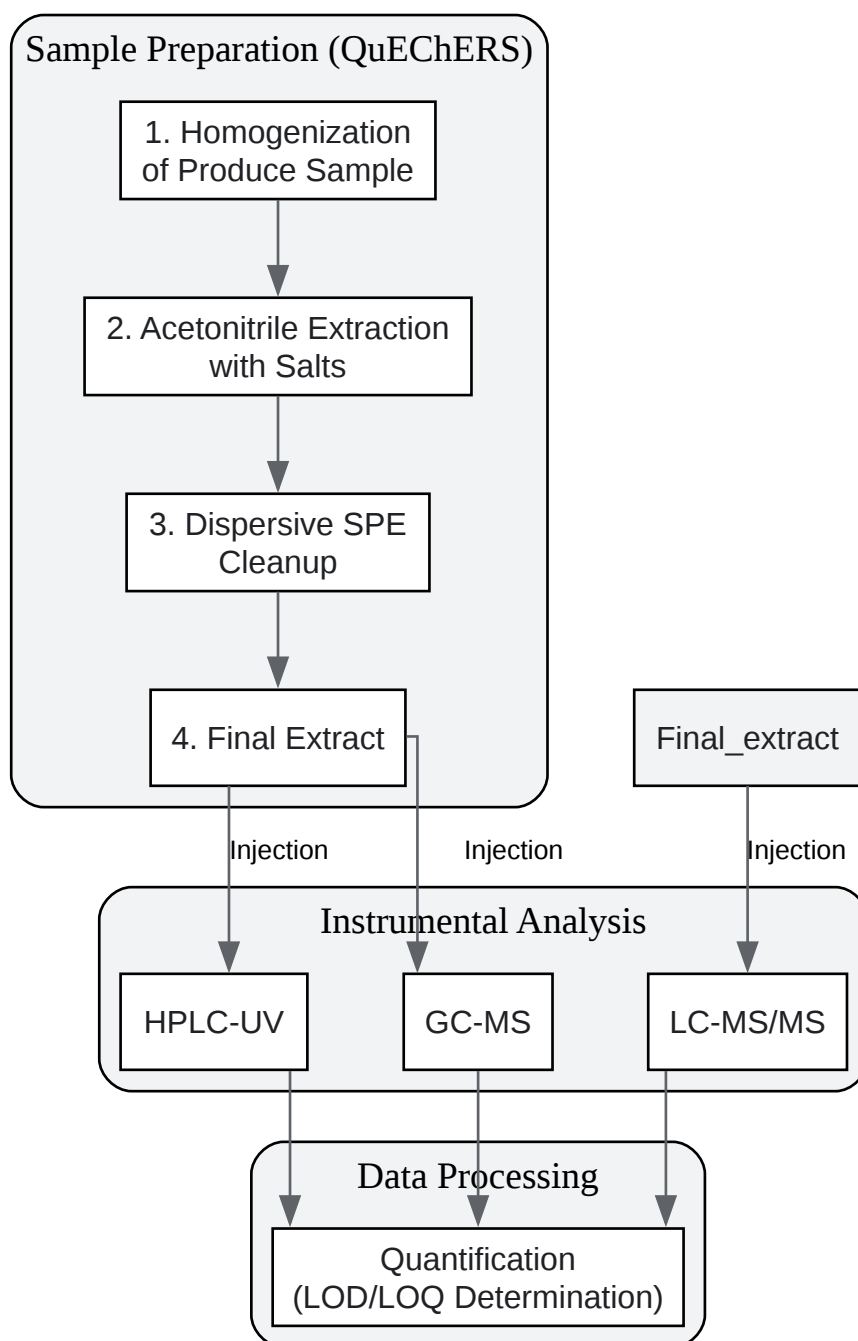 Sample Preparation (QuEChERS)
1. Homogenization
of Produce Sample
2. Acetonitrile Extraction
with Salts
3. Dispersive SPE
Cleanup
4. Final Extract
Final_extract
Injection
Injection
Injection
Instrumental Analysis
HPLC-UV
GC-MS
LC-MS/MS
Data Processing
Quantification
(LOD/LOQ Determination)